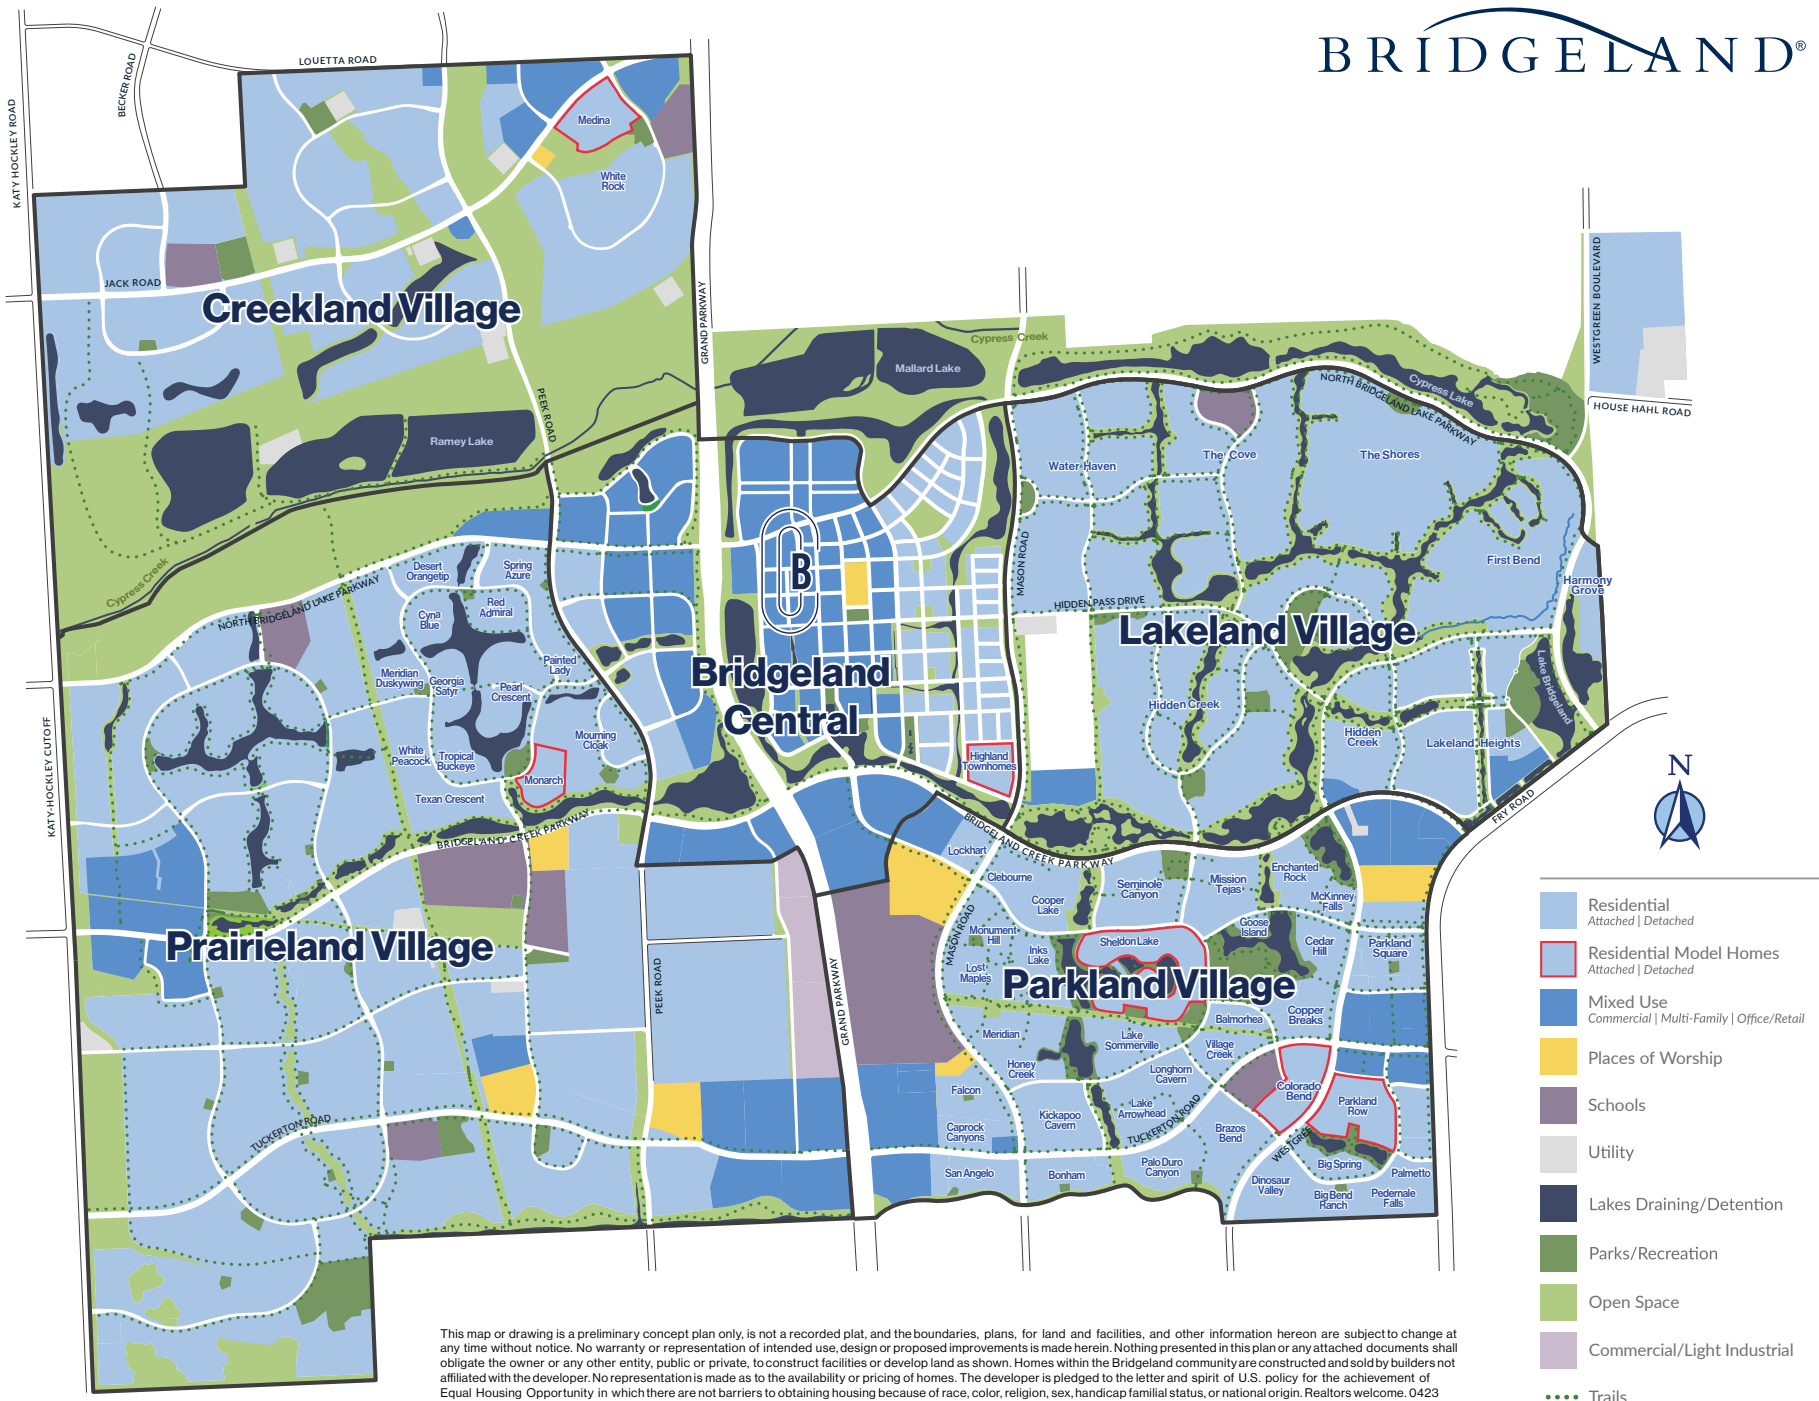 BRIDGELAND®
LOUETTA ROAD
BECKER ROAD
KATY HOCKLEY ROAD
Medina
White
Rock
JACK ROAD
Creekland Village
GRAND PARKWAY
WESTGREEN BOULEVARD
Cypress Creek
Mallard Lake
NORTH BRIDGELAND LAKE PARKWAY
Cypress Lake
HOUSE HAHL ROAD
PEEK ROAD
Ramey Lake
Water Haven
The Cove
The Shores
First Bend
Harmony
Grove
MASON ROAD
HIDDEN PASS DRIVE
B
Cypress Creek
NORTH BRIDGELAND LAKE PARKWAY
Desert
Orangetip
Spring
Azure
Cyna
Blue
Red
Admiral
Painted
Lady
Meridian
Duskywing
Georgia
Satyr
Pearl
Crescent
Mourning
Cloak
White
Peacock
Tropical
Buckeye
Monarch
Texan Crescent
Bridgeland
Central
Lakeland Village
Lake Bridgeland
Hidden Creek
Hidden
Creek
Lakeland Heights
Highland
Townhomes
FRY ROAD
N
KATY-HOCKLEY CUTOFF
BRIDGELAND CREEK PARKWAY
BRIDGELAND CREEK PARKWAY
Prairieland Village
PEEK ROAD
GRAND PARKWAY
MASON ROAD
Lockhart
Clebourne
Cooper
Lake
Seminole
Canyon
Mission
Tejas
Enchanted
Rock
McKinney
Falls
Monument
Hill
Inks
Lake
Sheldon Lake
Goose
Island
Cedar
Hill
Parkland
Square
Lost
Maples
Parkland Village
Balmorhea
Copper
Breaks
Meridian
Lake
Sommerville
Village
Creek
Honey
Creek
Longhorn
Cavern
Colorado
Bend
Falcon
Lake
Arrowhead
Parkland
Row
Kickapoo
Cavern
TUCKERTON ROAD
Caprock
Canyons
Brazos
Bend
WESTGREE
San Angelo
Bonham
Palo Duro
Canyon
Big Spring
Palmetto
Dinosaur
Valley
Big Bend
Ranch
Pedernale
Falls
TUCKERTON ROAD
Residential
Attached | Detached
Residential Model Homes
Attached | Detached
Mixed Use
Commercial | Multi-Family | Office/Retail
Places of Worship
Schools
Utility
Lakes Draining/Detention
Parks/Recreation
Open Space
Commercial/Light Industrial
Trails
This map or drawing is a preliminary concept plan only, is not a recorded plat, and the boundaries, plans, for land and facilities, and other information hereon are subject to change at
any time without notice. No warranty or representation of intended use, design or proposed improvements is made herein. Nothing presented in this plan or any attached documents shall
obligate the owner or any other entity, public or private, to construct facilities or develop land as shown. Homes within the Bridgeland community are constructed and sold by builders not
affiliated with the developer. No representation is made as to the availability or pricing of homes. The developer is pledged to the letter and spirit of U.S. policy for the achievement of
Equal Housing Opportunity in which there are not barriers to obtaining housing because of race, color, religion, sex, handicap familial status, or national origin. Realtors welcome. 0423